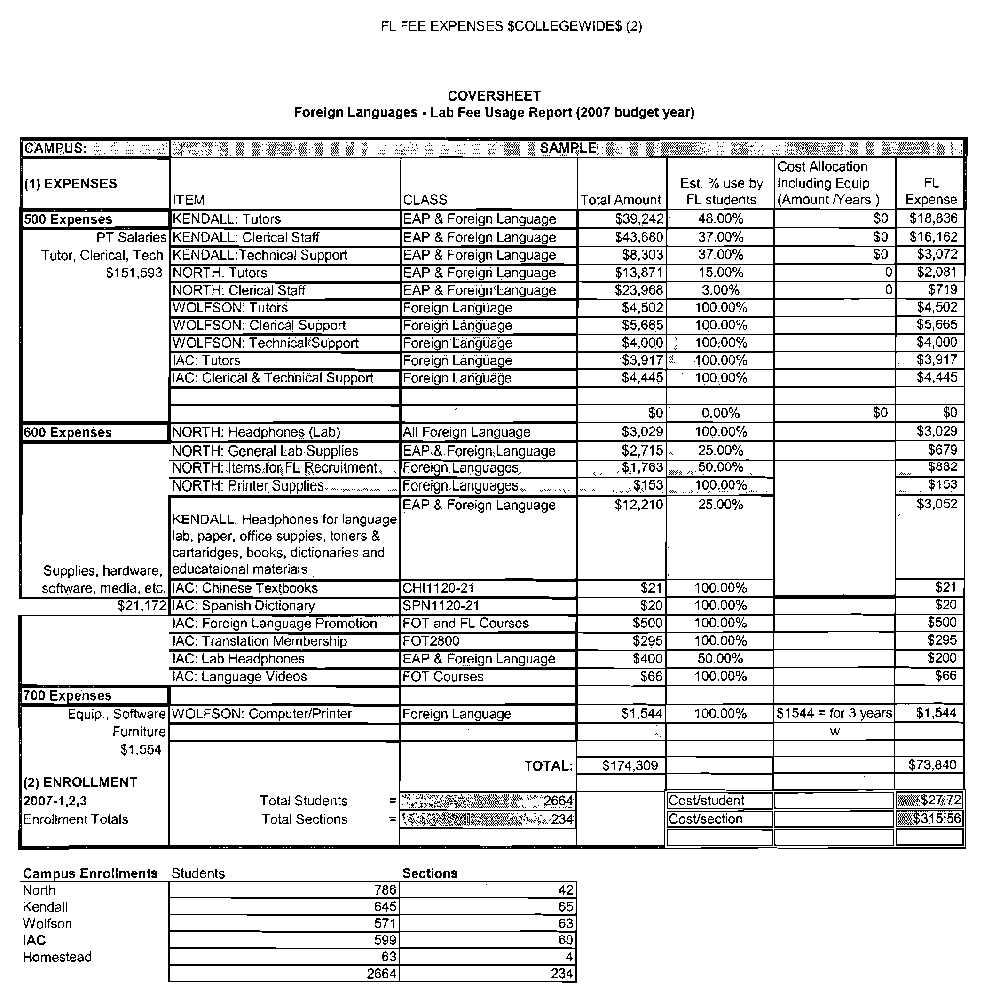 FL FEE EXPENSES $COLLEGEWIDE$ (2)
COVERSHEET
Foreign Languages - Lab Fee Usage Report (2007 budget year)
CAMPUS: SAMPLE
(1) EXPENSES ITEM CLASS Total Amount Est. % use by FL students Cost Allocation Including Equip (Amount /Years ) FL Expense
500 Expenses KENDALL: Tutors EAP & Foreign Language $39,242 48.00% $0 $18,836
PT Salaries KENDALL: Clerical Staff EAP & Foreign Language $43,680 37.00% $0 $16,162
Tutor, Clerical, Tech. KENDALL:Technical Support EAP & Foreign Language $8,303 37.00% $0 $3,072
$151,593 NORTH. Tutors EAP & Foreign Language $13,871 15.00% 0 $2,081
NORTH: Clerical Staff EAP & Foreign Language $23,968 3.00% 0 $719
WOLFSON: Tutors Foreign Language $4,502 100.00% $4,502
WOLFSON: Clerical Support Foreign Language $5,665 100.00% $5,665
WOLFSON: Technical Support Foreign Language $4,000 100.00% $4,000
IAC: Tutors Foreign Language $3,917 100.00% $3,917
IAC: Clerical & Technical Support Foreign Language $4,445 100.00% $4,445
$0 0.00% $0 $0
600 Expenses NORTH: Headphones (Lab) All Foreign Language $3,029 100.00% $3,029
NORTH: General Lab Supplies EAP & Foreign Language $2,715 25.00% $679
NORTH: Items for FL Recruitment Foreign Languages $1,763 50.00% $882
NORTH: Printer Supplies Foreign Languages $153 100.00% $153
EAP & Foreign Language $12,210 25.00% $3,052
KENDALL. Headphones for language
lab, paper, office suppies, toners &
cartaridges, books, dictionaries and
Supplies, hardware, educataional materials
software, media, etc. IAC: Chinese Textbooks CHI1120-21 $21 100.00% $21
$21,172 IAC: Spanish Dictionary SPN1120-21 $20 100.00% $20
IAC: Foreign Language Promotion FOT and FL Courses $500 100.00% $500
IAC: Translation Membership FOT2800 $295 100.00% $295
IAC: Lab Headphones EAP & Foreign Language $400 50.00% $200
IAC: Language Videos FOT Courses $66 100.00% $66
700 Expenses
Equip., Software WOLFSON: Computer/Printer Foreign Language $1,544 100.00% $1544 = for 3 years $1,544
Furniture w
$1,554
TOTAL: $174,309 $73,840
(2) ENROLLMENT
2007-1,2,3 Total Students = 2664 Cost/student $27.72
Enrollment Totals Total Sections = 234 Cost/section $315.56
Campus Enrollments Students Sections
North 786 42
Kendall 645 65
Wolfson 571 63
IAC 599 60
Homestead 63 4
2664 234